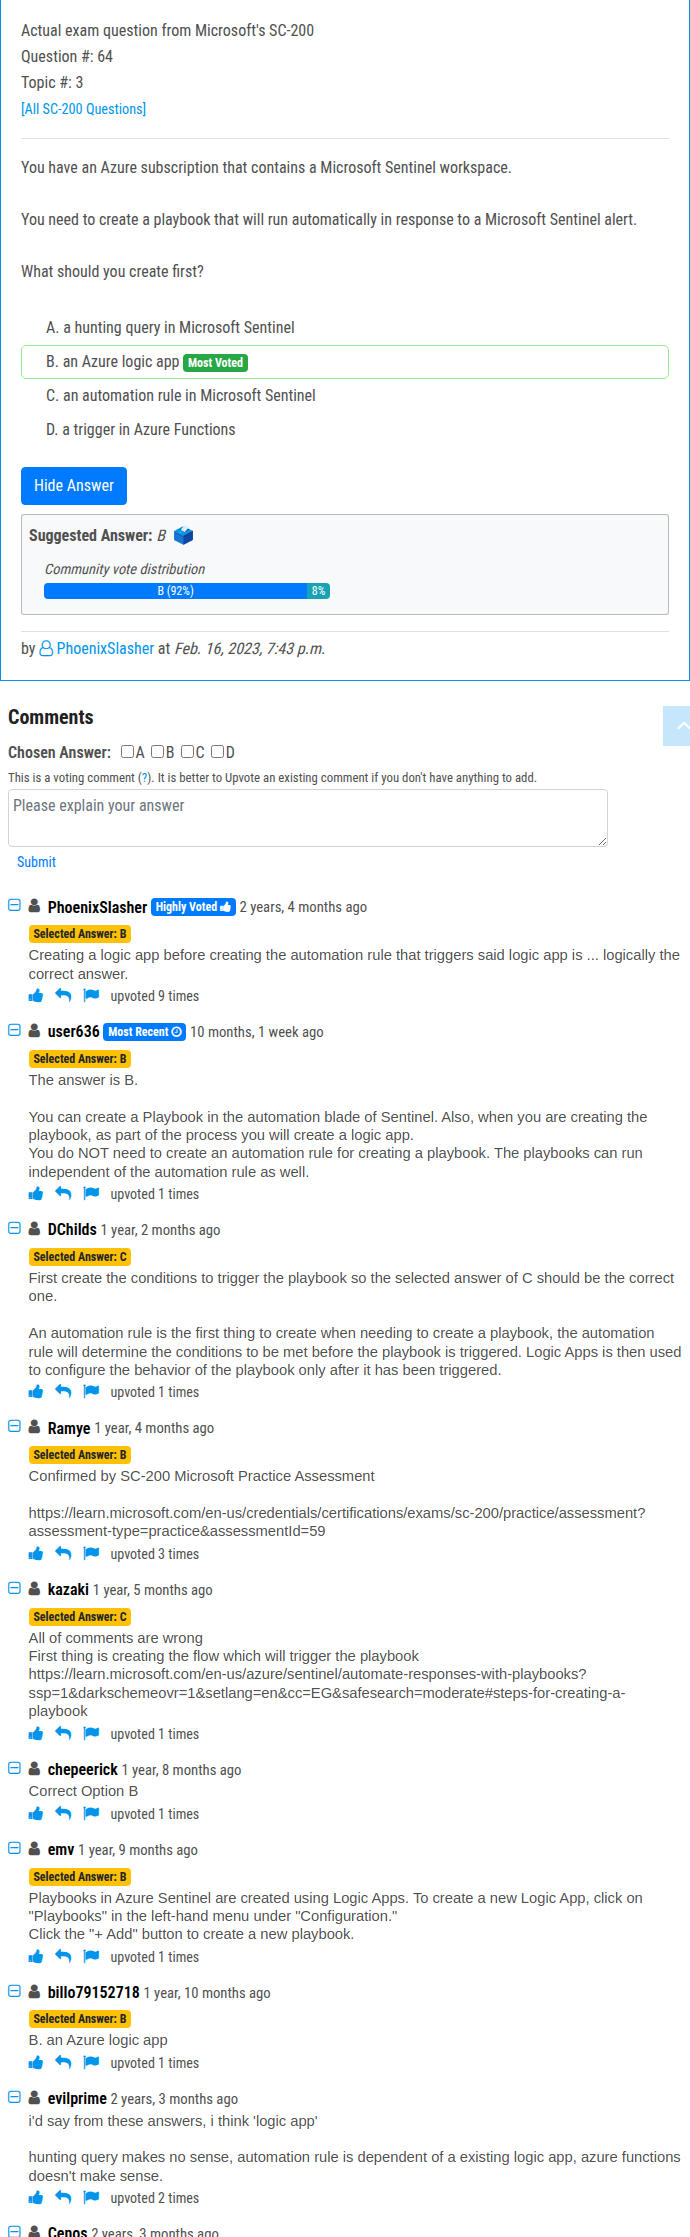 Actual exam question from Microsoft's SC-200
Question #: 64
Topic #: 3
[All SC-200 Questions]
You have an Azure subscription that contains a Microsoft Sentinel workspace.
You need to create a playbook that will run automatically in response to a Microsoft Sentinel alert.
What should you create first?
A. a hunting query in Microsoft Sentinel
B. an Azure logic app Most Voted
C. an automation rule in Microsoft Sentinel
D. a trigger in Azure Functions
Hide Answer
Suggested Answer: B
Community vote distribution
B (92%) 8%
by PhoenixSlasher at Feb. 16, 2023, 7:43 p.m.
Comments
Chosen Answer: A B C D
This is a voting comment (?). It is better to Upvote an existing comment if you don't have anything to add.
Please explain your answer
Submit
PhoenixSlasher Highly Voted 2 years, 4 months ago
Selected Answer: B
Creating a logic app before creating the automation rule that triggers said logic app is ... logically the
correct answer.
upvoted 9 times
user636 Most Recent 10 months, 1 week ago
Selected Answer: B
The answer is B.
You can create a Playbook in the automation blade of Sentinel. Also, when you are creating the
playbook, as part of the process you will create a logic app.
You do NOT need to create an automation rule for creating a playbook. The playbooks can run
independent of the automation rule as well.
upvoted 1 times
DChilds 1 year, 2 months ago
Selected Answer: C
First create the conditions to trigger the playbook so the selected answer of C should be the correct
one.
An automation rule is the first thing to create when needing to create a playbook, the automation
rule will determine the conditions to be met before the playbook is triggered. Logic Apps is then used
to configure the behavior of the playbook only after it has been triggered.
upvoted 1 times
Ramye 1 year, 4 months ago
Selected Answer: B
Confirmed by SC-200 Microsoft Practice Assessment
https://learn.microsoft.com/en-us/credentials/certifications/exams/sc-200/practice/assessment?
assessment-type=practice&assessmentId=59
upvoted 3 times
kazaki 1 year, 5 months ago
Selected Answer: C
All of comments are wrong
First thing is creating the flow which will trigger the playbook
https://learn.microsoft.com/en-us/azure/sentinel/automate-responses-with-playbooks?
ssp=1&darkschemeovr=1&setlang=en&cc=EG&safesearch=moderate#steps-for-creating-a-
playbook
upvoted 1 times
chepeerick 1 year, 8 months ago
Correct Option B
upvoted 1 times
emv 1 year, 9 months ago
Selected Answer: B
Playbooks in Azure Sentinel are created using Logic Apps. To create a new Logic App, click on
"Playbooks" in the left-hand menu under "Configuration."
Click the "+ Add" button to create a new playbook.
upvoted 1 times
billo79152718 1 year, 10 months ago
Selected Answer: B
B. an Azure logic app
upvoted 1 times
evilprime 2 years, 3 months ago
i'd say from these answers, i think 'logic app'
hunting query makes no sense, automation rule is dependent of a existing logic app, azure functions
doesn't make sense.
upvoted 2 times
Cenos 2 years, 3 months ago